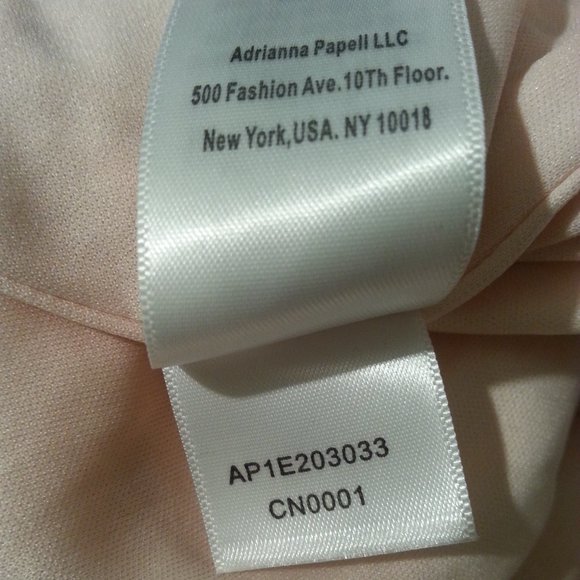 Adrianna Papell LLC
500 Fashion Ave.10Th Floor.
New York,USA. NY 10018
AP1E203033
CN0001